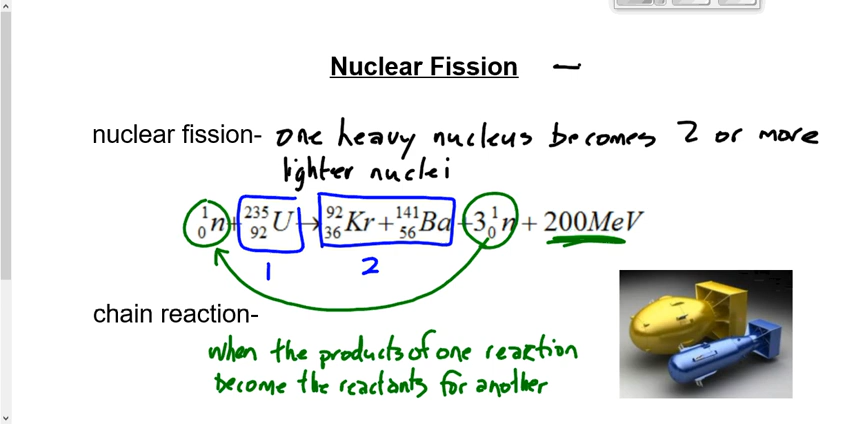 Nuclear Fission –
nuclear fission- one heavy nucleus becomes 2 or more
lighter nuclei
¹₀n + ²³⁵₉₂U → ⁹²₃₆Kr + ¹⁴¹₅₆Ba + 3¹₀n + 200MeV
1 2
chain reaction-
when the products of one reaction
become the reactants for another